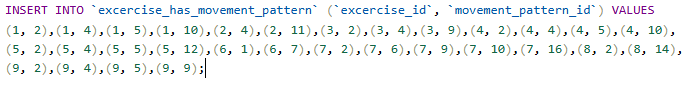 INSERT INTO `excercise_has_movement_pattern` (`excercise_id`, `movement_pattern_id`) VALUES
(1, 2),(1, 4),(1, 5),(1, 10),(2, 4),(2, 11),(3, 2),(3, 4),(3, 9),(4, 2),(4, 4),(4, 5),(4, 10),
(5, 2),(5, 4),(5, 5),(5, 12),(6, 1),(6, 7),(7, 2),(7, 6),(7, 9),(7, 10),(7, 16),(8, 2),(8, 14),
(9, 2),(9, 4),(9, 5),(9, 9);